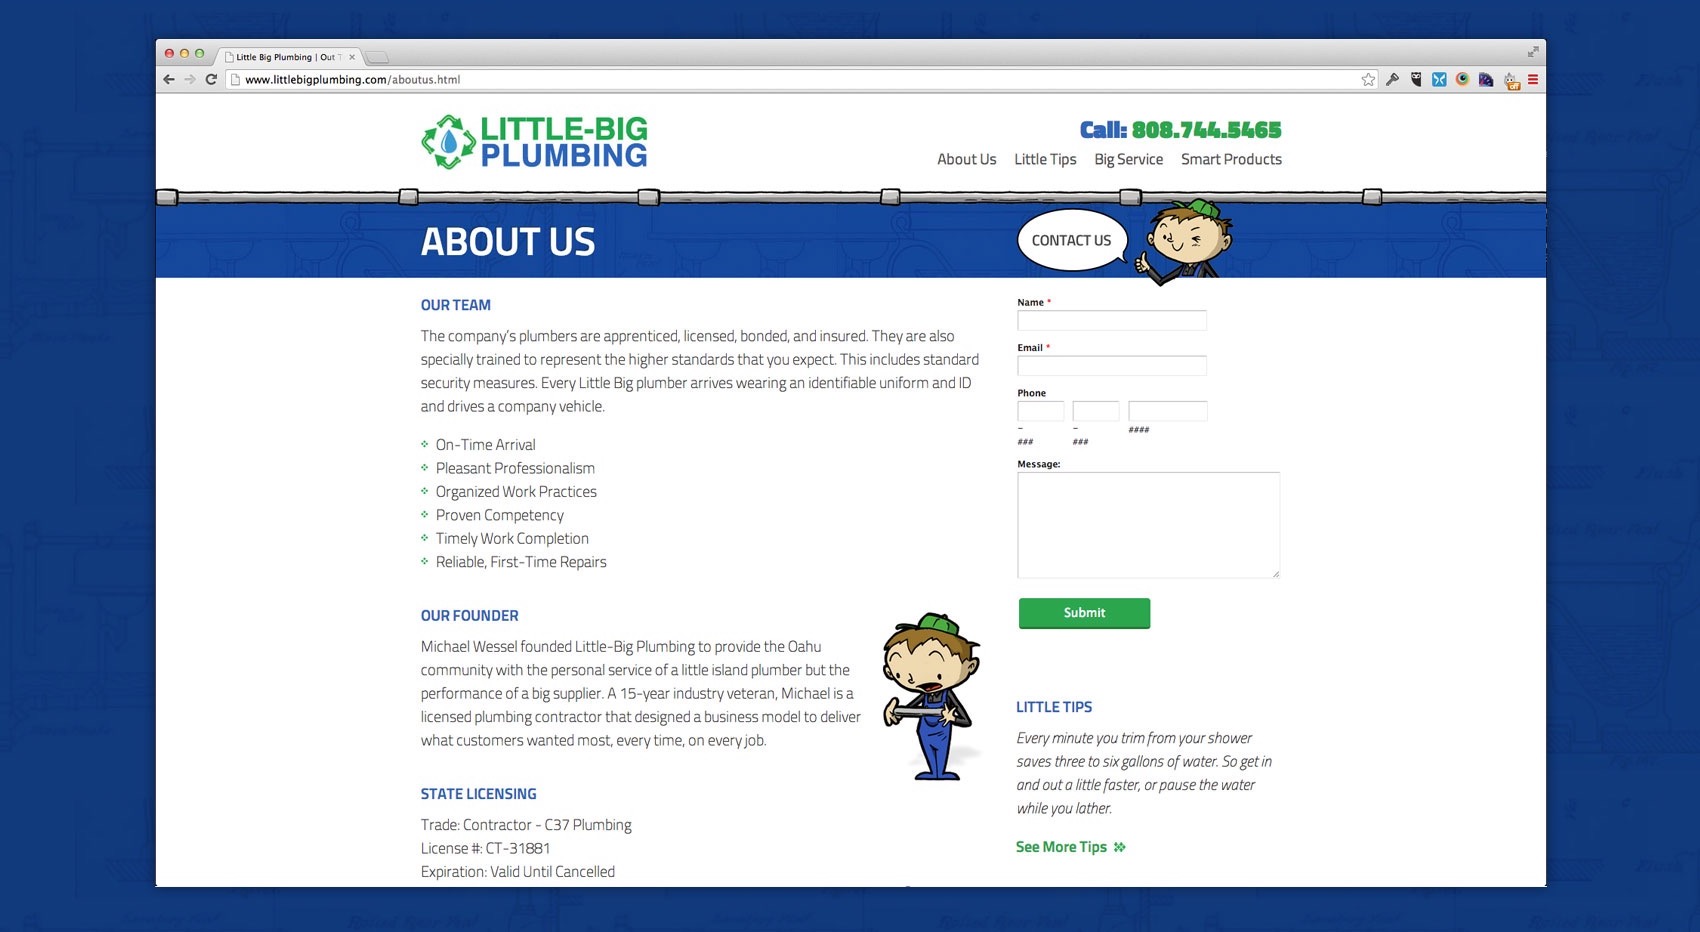 Little Big Plumbing | Out T
www.littlebigplumbing.com/aboutus.html
off
LITTLE-BIG
PLUMBING
Call: 808.744.5465
About Us Little Tips Big Service Smart Products
ABOUT US
CONTACT US
OUR TEAM
The company's plumbers are apprenticed, licensed, bonded, and insured. They are also
specially trained to represent the higher standards that you expect. This includes standard
security measures. Every Little Big plumber arrives wearing an identifiable uniform and ID
and drives a company vehicle.
On-Time Arrival
Pleasant Professionalism
Organized Work Practices
Proven Competency
Timely Work Completion
Reliable, First-Time Repairs
OUR FOUNDER
Michael Wessel founded Little-Big Plumbing to provide the Oahu
community with the personal service of a little island plumber but the
performance of a big supplier. A 15-year industry veteran, Michael is a
licensed plumbing contractor that designed a business model to deliver
what customers wanted most, every time, on every job.
STATE LICENSING
Trade: Contractor - C37 Plumbing
License #: CT-31881
Expiration: Valid Until Cancelled
Name *
Email *
Phone
– – ####
### ###
Message:
Submit
LITTLE TIPS
Every minute you trim from your shower
saves three to six gallons of water. So get in
and out a little faster, or pause the water
while you lather.
See More Tips